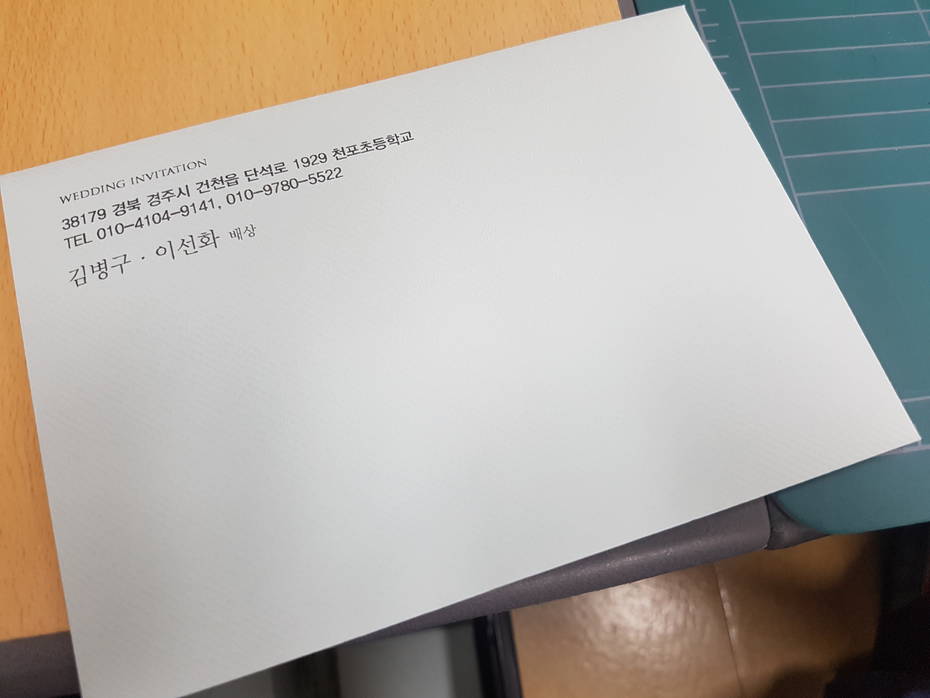 WEDDING INVITATION
38179 경북 경주시 건천읍 단석로 1929 천포초등학교
TEL 010-4104-9141, 010-9780-5522
김병구 · 이선화 배상